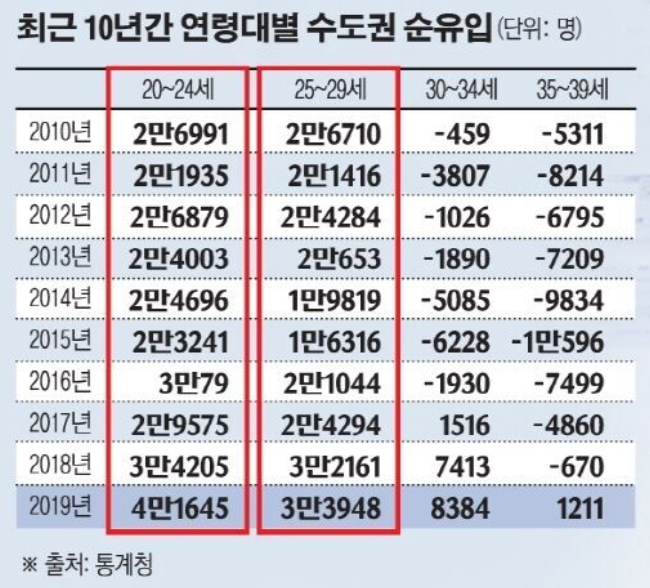 최근 10년간 연령대별 수도권 순유입 (단위: 명)
20~24세 25~29세 30~34세 35~39세
2010년 2만6991 2만6710 -459 -5311
2011년 2만1935 2만1416 -3807 -8214
2012년 2만6879 2만4284 -1026 -6795
2013년 2만4003 2만653 -1890 -7209
2014년 2만4696 1만9819 -5085 -9834
2015년 2만3241 1만6316 -6228 -1만596
2016년 3만79 2만1044 -1930 -7499
2017년 2만9575 2만4294 1516 -4860
2018년 3만4205 3만2161 7413 -670
2019년 4만1645 3만3948 8384 1211
※ 출처: 통계청